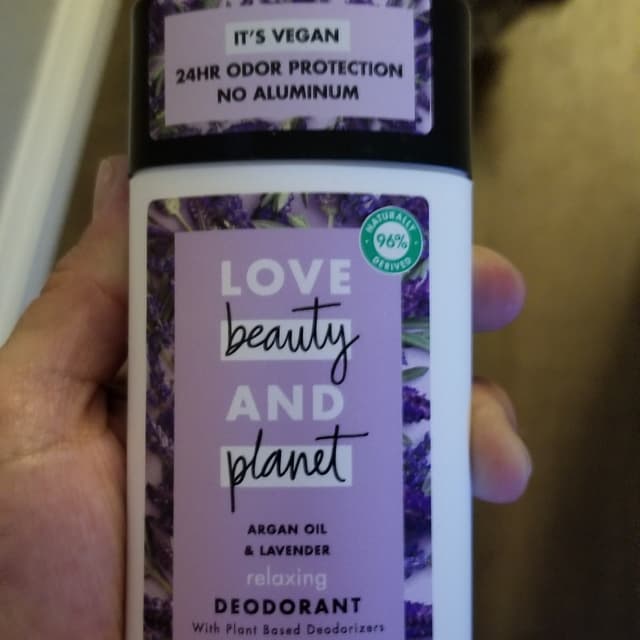 IT'S VEGAN
24HR ODOR PROTECTION
NO ALUMINUM
NATURALLY
96%
DERIVED
LOVE
beauty
AND
planet
ARGAN OIL
& LAVENDER
relaxing
DEODORANT
With Plant Based Deodorizers